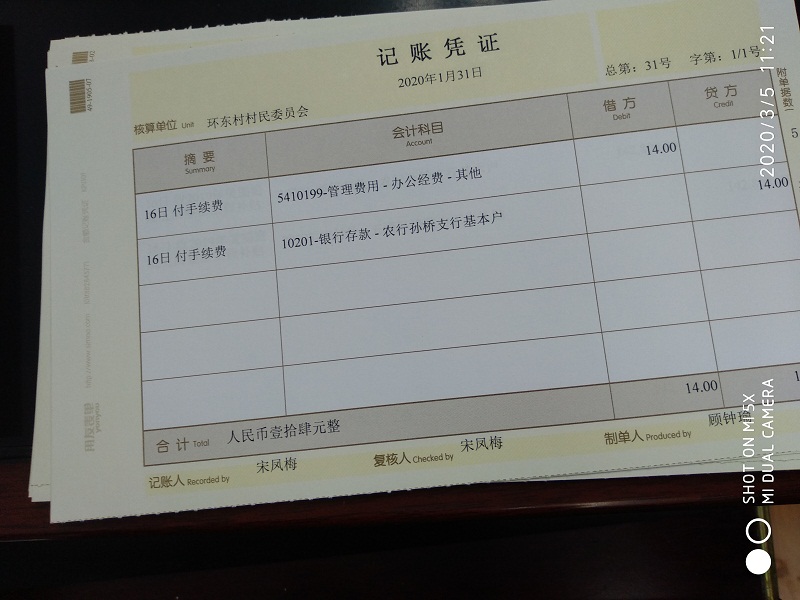 记账凭证
2020年1月31日
总第：31号 字第：1/1号
核算单位 Unit 环东村村民委员会
附单据数(
5
摘要 Summary 会计科目 Account 借方 Debit 贷方 Credit
16日 付手续费 5410199-管理费用 - 办公经费 - 其他 14.00
16日 付手续费 10201-银行存款 - 农行孙桥支行基本户 14.00
合计 Total 人民币壹拾肆元整 14.00 1
记账人 Recorded by 宋凤梅 复核人 Checked by 宋凤梅 制单人 Produced by 顾钟
2020/3/5 11:21
SHOT ON MI 5X
MI DUAL CAMERA